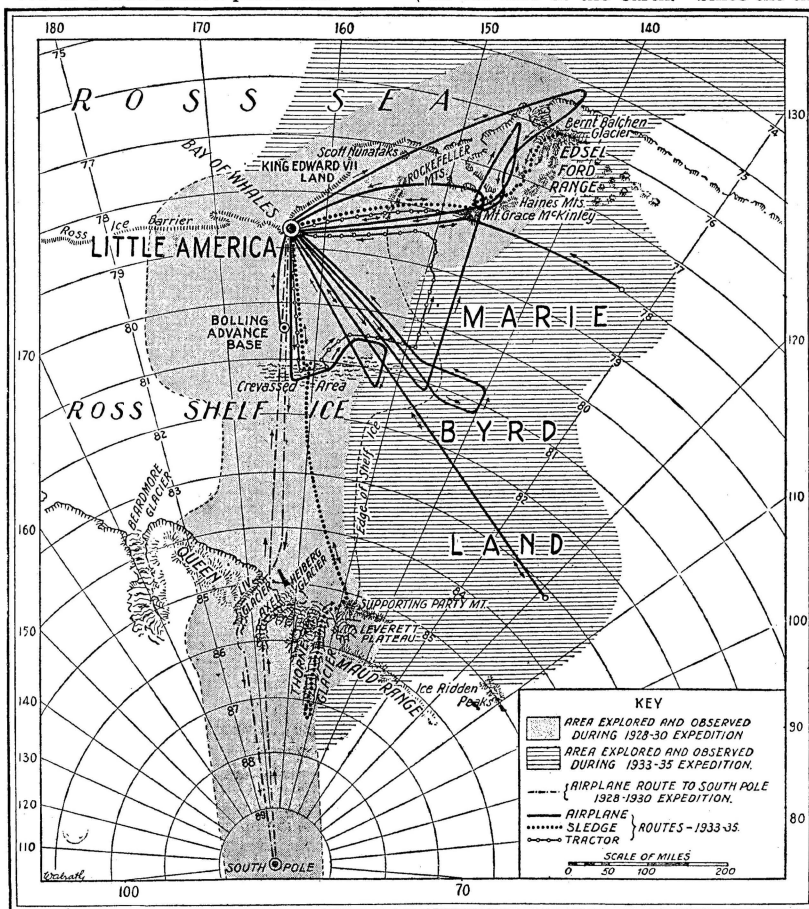 180
170
160
150
140
75
77
78
79
80
81
82
83
85
86
87
88
89
ROSS SEA
Bernt Balchen
Glacier
130
74
75
76
77
78
79
80
81
82
84
85
Scott Nunataks
KING EDWARD VII
LAND
ROCKEFELLER
MTS.
EDSEL
FORD
RANGE
BAY OF WHALES
Haines Mts.
Mt Grace McKinley
Ross Ice Barrier
LITTLE AMERICA
MARIE
BYRD
LAND
BOLLING
ADVANCE
BASE
170
160
150
140
130
120
110
100
120
110
100
90
80
70
160
Crevassed Area
ROSS SHELF ICE
Edge of Shelf Ice
BEARDMORE
GLACIER
QUEEN
GLACIER
AXEL HEIBERG
GLACIER
THORNE
GLACIER
SUPPORTING PARTY MT.
LEVERETT
PLATEAU
MAUD RANGE
Ice Ridden
Peaks
SOUTH POLE
Walrath
KEY
AREA EXPLORED AND OBSERVED
DURING 1928-30 EXPEDITION
AREA EXPLORED AND OBSERVED
DURING 1933-35 EXPEDITION.
AIRPLANE ROUTE TO SOUTH POLE
1928-1930 EXPEDITION.
AIRPLANE
SLEDGE
TRACTOR
ROUTES-1933-35.
SCALE OF MILES
0 50 100 200